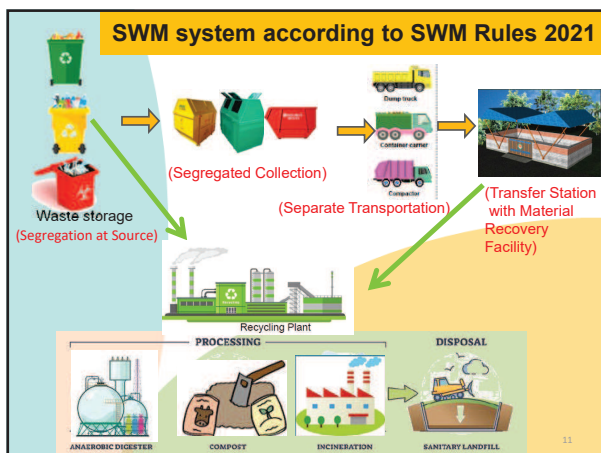 SWM system according to SWM Rules 2021
Dump truck
Container carrier
Compactor
Waste storage
(Segregation at Source)
(Segregated Collection)
(Separate Transportation)
(Transfer Station
with Material
Recovery
Facility)
Recycling Plant
PROCESSING
DISPOSAL
ANAEROBIC DIGESTER
COMPOST
INCINERATION
SANITARY LANDFILL
11